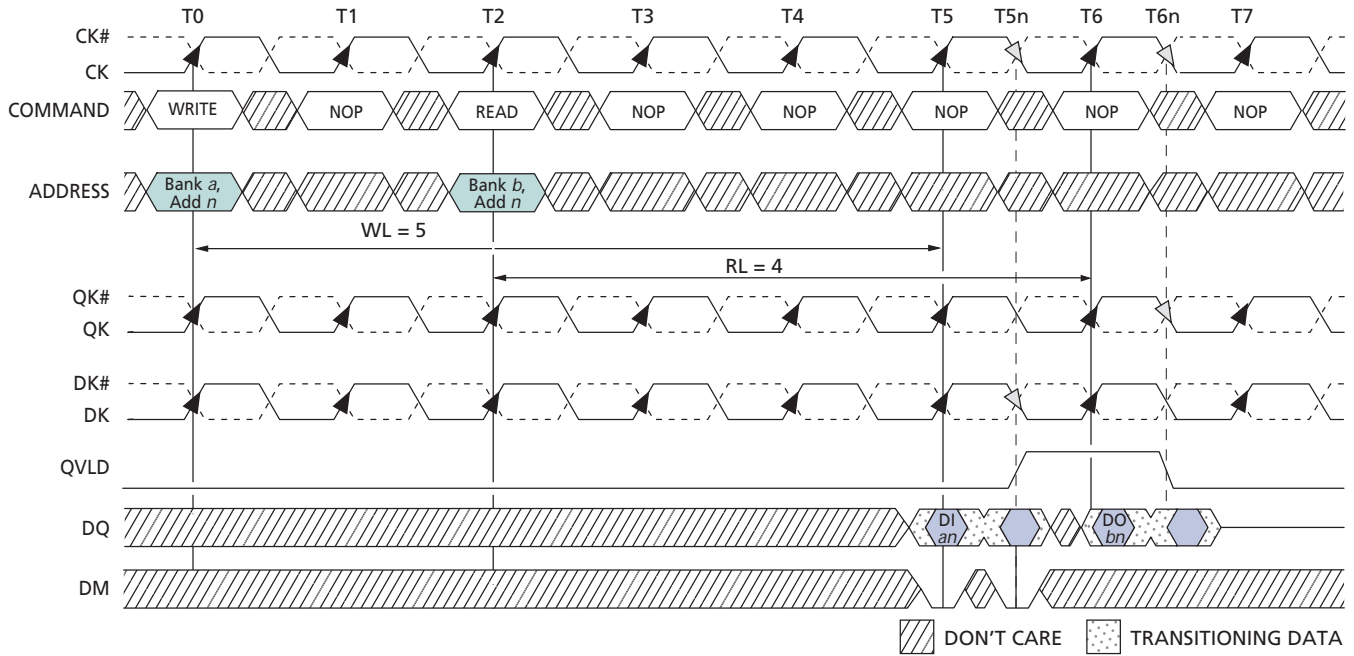 T0 T1 T2 T3 T4 T5 T5n T6 T6n T7
CK#
CK
COMMAND WRITE NOP READ NOP NOP NOP NOP NOP
ADDRESS Bank a, Add n Bank b, Add n
WL = 5
RL = 4
QK#
QK
DK#
DK
QVLD
DQ DI an DO bn
DM
DON'T CARE TRANSITIONING DATA